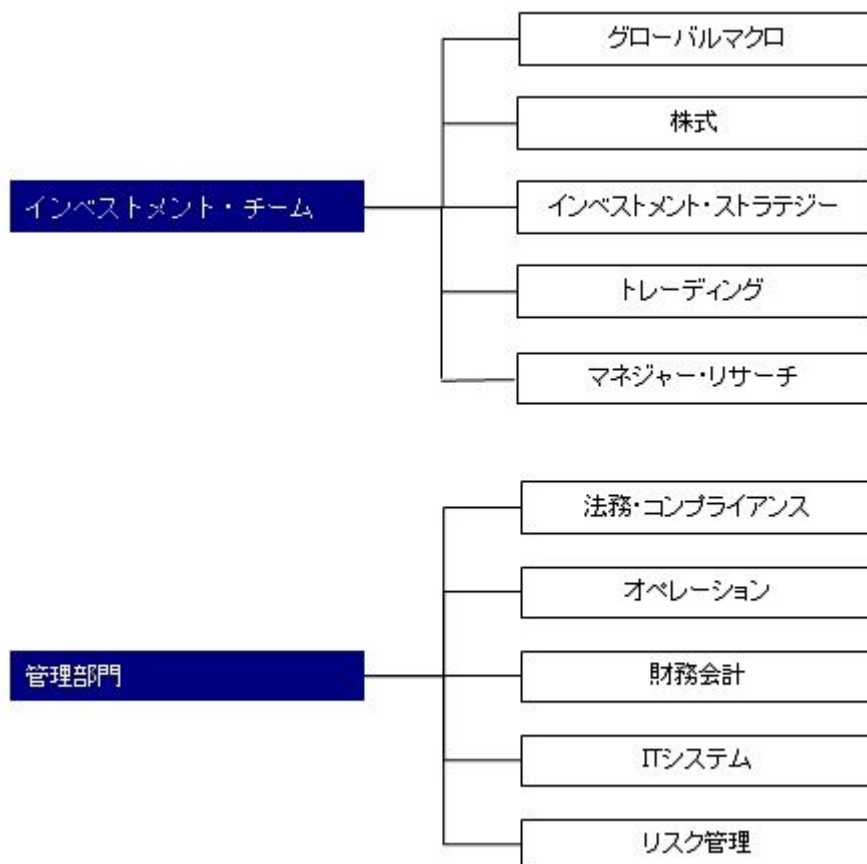 グローバルマクロ
株式
インベストメント・チーム
インベストメント・ストラテジー
トレーディング
マネジャー・リサーチ
法務・コンプライアンス
オペレーション
管理部門
財務会計
ITシステム
リスク管理